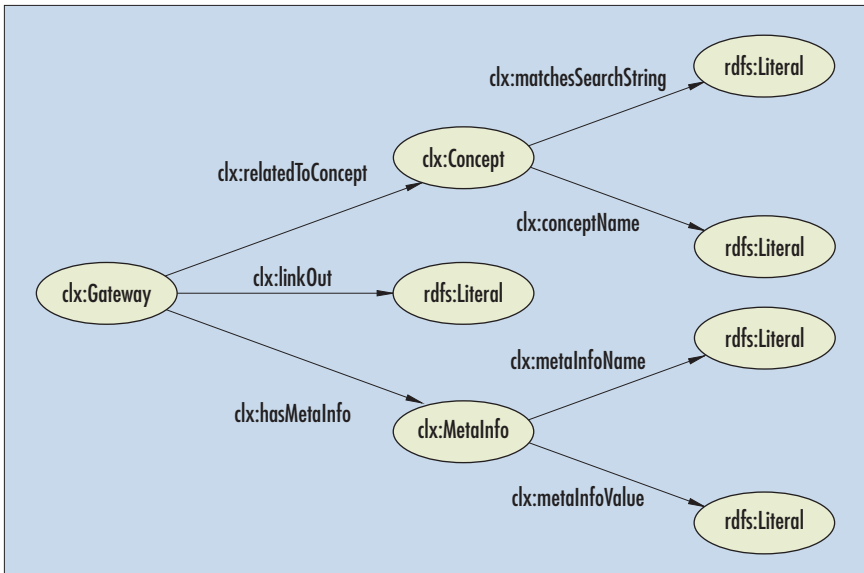 rdfs:Literal
clx:matchesSearchString
clx:Concept
clx:relatedToConcept
clx:conceptName
rdfs:Literal
clx:Gateway
clx:linkOut
rdfs:Literal
rdfs:Literal
clx:metaInfoName
clx:hasMetaInfo
clx:MetaInfo
clx:metaInfoValue
rdfs:Literal